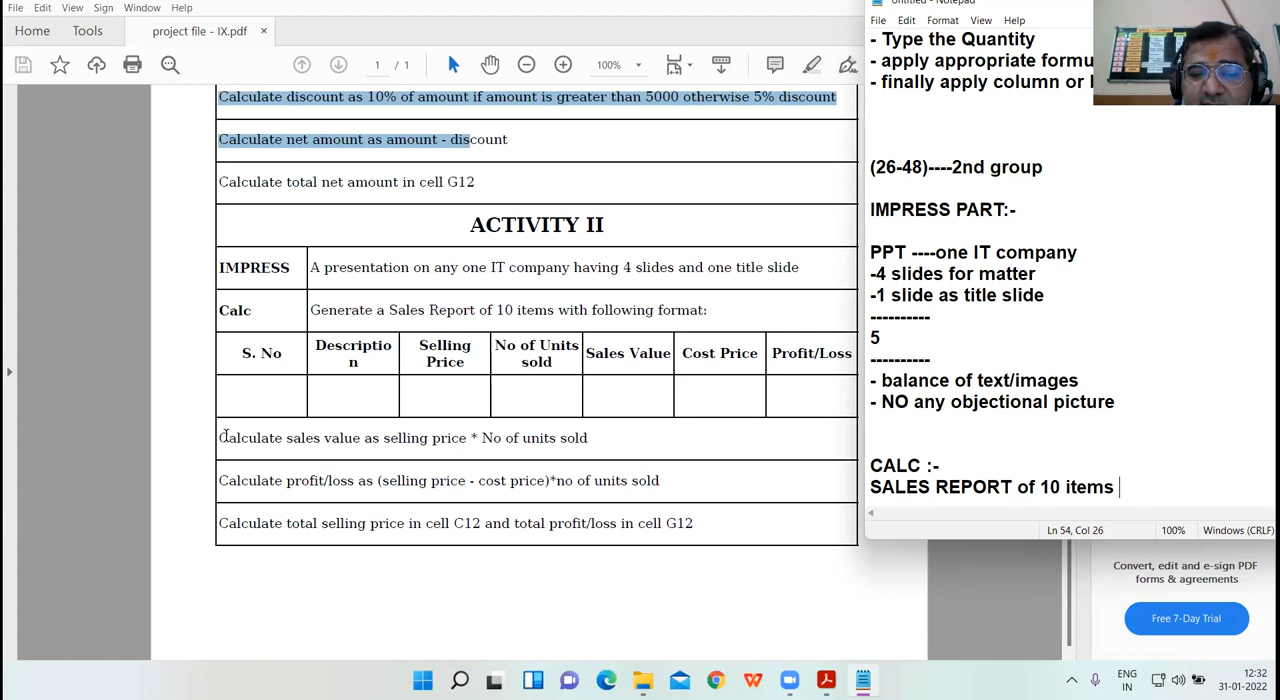 File Edit View Sign Window Help
Home Tools project file - IX.pdf ×
1 / 1 100%
Calculate discount as 10% of amount if amount is greater than 5000 otherwise 5% discount
Calculate net amount as amount - discount
Calculate total net amount in cell G12
ACTIVITY II
IMPRESS A presentation on any one IT company having 4 slides and one title slide
Calc Generate a Sales Report of 10 items with following format:
S. No Descriptio
n Selling
Price No of Units
sold Sales Value Cost Price Profit/Loss
Calculate sales value as selling price * No of units sold
Calculate profit/loss as (selling price - cost price)*no of units sold
Calculate total selling price in cell C12 and total profit/loss in cell G12
Untitled - Notepad
File Edit Format View Help
- Type the Quantity
- apply appropriate formu
- finally apply column or
(26-48)----2nd group
IMPRESS PART:-
PPT ----one IT company
-4 slides for matter
-1 slide as title slide
----------
5
----------
- balance of text/images
- NO any objectional picture
CALC :-
SALES REPORT of 10 items
Ln 54, Col 26 100% Windows (CRLF)
Convert, edit and e-sign PDF
forms & agreements
Free 7-Day Trial
ENG
IN
12:32
31-01-2022